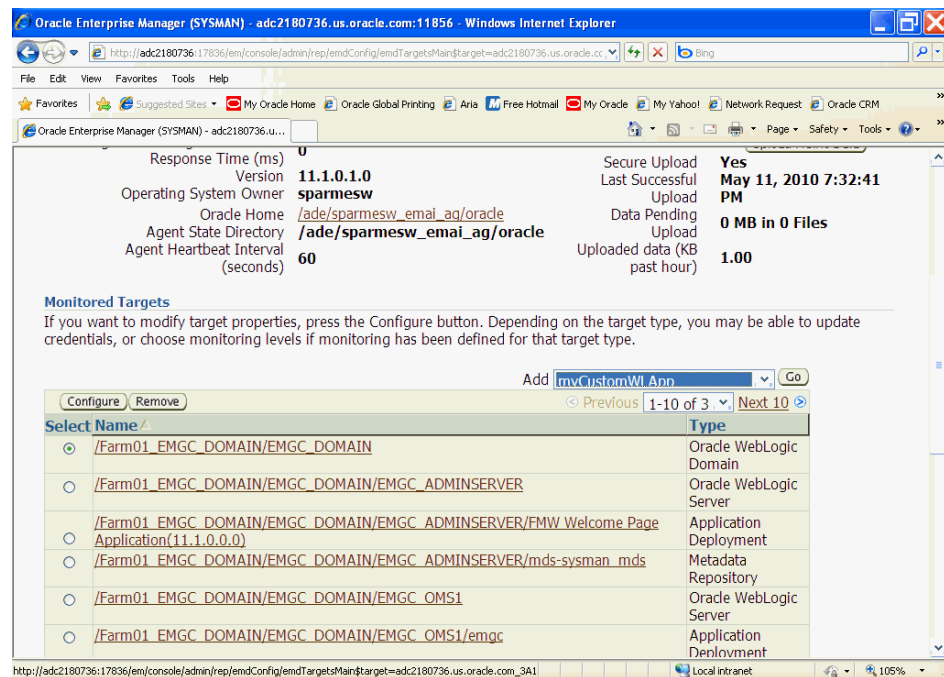 Oracle Enterprise Manager (SYSMAN) - adc2180736.us.oracle.com:11856 - Windows Internet Explorer
http://adc2180736:17836/em/console/admin/rep/emdConfig/emdTargetsMain$target=adc2180736.us.oracle.cc
Bing
File Edit View Favorites Tools Help
Favorites Suggested Sites My Oracle Home Oracle Global Printing Aria Free Hotmail My Oracle My Yahoo! Network Request Oracle CRM
Oracle Enterprise Manager (SYSMAN) - adc2180736.u...
Page Safety Tools
Response Time (ms) 0
Version 11.1.0.1.0
Operating System Owner sparmesw
Oracle Home /ade/sparmesw_emai_ag/oracle
Agent State Directory /ade/sparmesw_emai_ag/oracle
Agent Heartbeat Interval (seconds) 60
Secure Upload Yes
Last Successful Upload May 11, 2010 7:32:41 PM
Data Pending Upload 0 MB in 0 Files
Uploaded data (KB past hour) 1.00
Monitored Targets
If you want to modify target properties, press the Configure button. Depending on the target type, you may be able to update
credentials, or choose monitoring levels if monitoring has been defined for that target type.
Add myCustomWLApp Go
Configure Remove Previous 1-10 of 3 Next 10
Select Name Type
/Farm01_EMGC_DOMAIN/EMGC_DOMAIN Oracle WebLogic Domain
/Farm01_EMGC_DOMAIN/EMGC_DOMAIN/EMGC_ADMINSERVER Oracle WebLogic Server
/Farm01_EMGC_DOMAIN/EMGC_DOMAIN/EMGC_ADMINSERVER/FMW Welcome Page
Application(11.1.0.0.0) Application Deployment
/Farm01_EMGC_DOMAIN/EMGC_DOMAIN/EMGC_ADMINSERVER/mds-sysman_mds Metadata Repository
/Farm01_EMGC_DOMAIN/EMGC_DOMAIN/EMGC_OMS1 Oracle WebLogic Server
/Farm01_EMGC_DOMAIN/EMGC_DOMAIN/EMGC_OMS1/emgc Application Deployment
http://adc2180736:17836/em/console/admin/rep/emdConfig/emdTargetsMain$target=adc2180736.us.oracle.com_3A1
Local intranet 105%